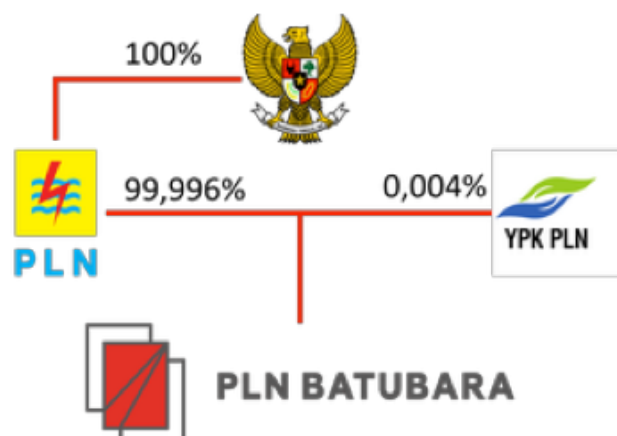 100%
99,996%
0,004%
PLN
YPK PLN
PLN BATUBARA